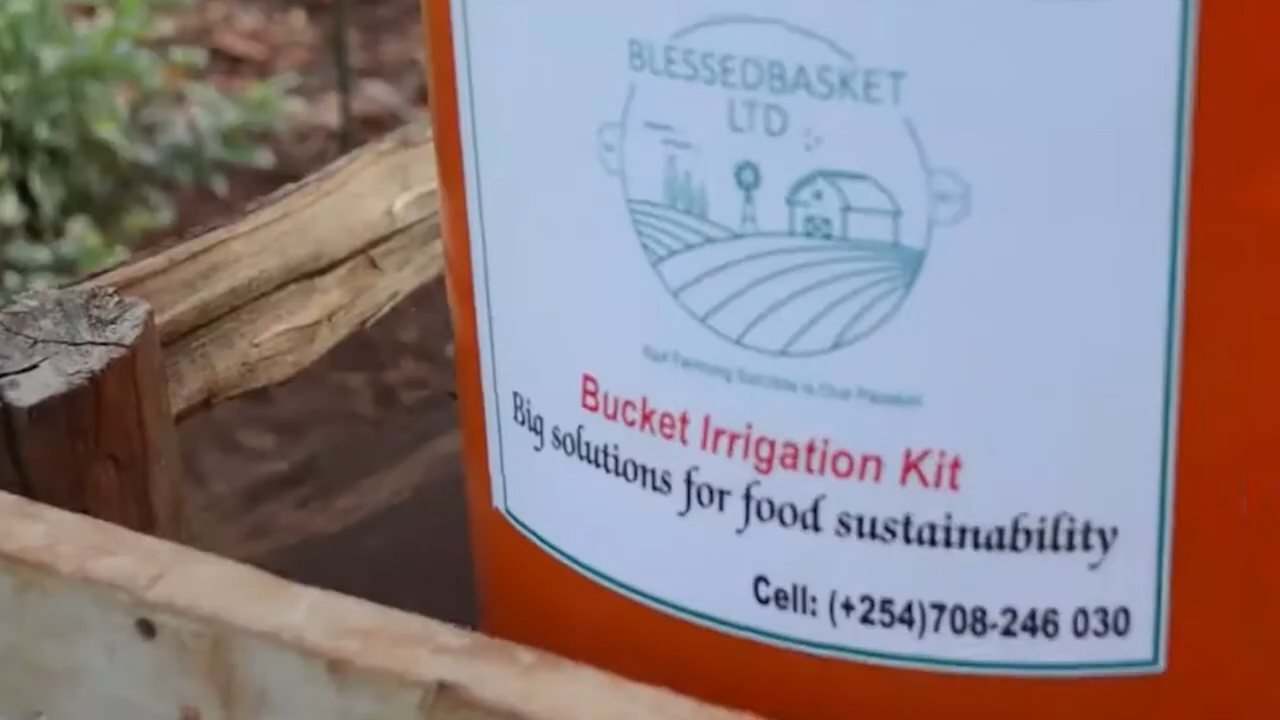 BLESSEDBASKET
LTD
Bucket Irrigation Kit
Big solutions for food sustainability
Cell: (+254)708-246 030